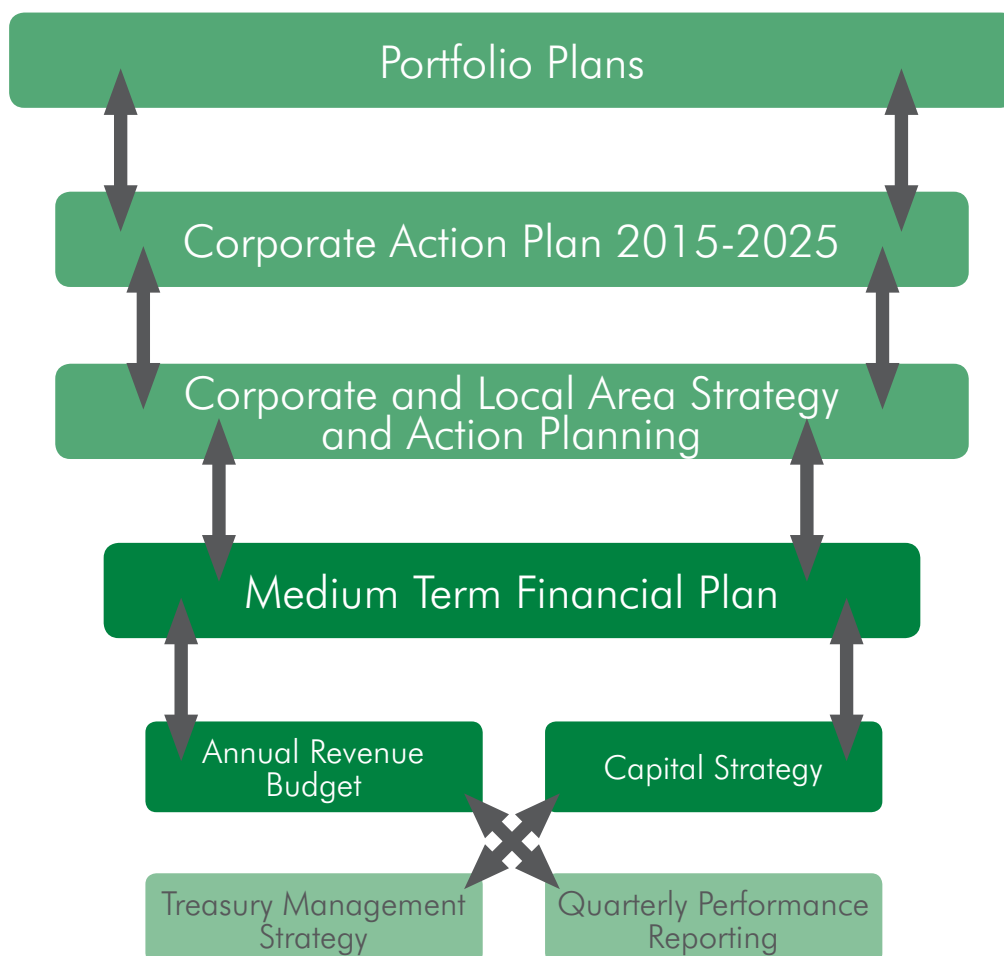 Portfolio Plans
Corporate Action Plan 2015-2025
Corporate and Local Area Strategy
and Action Planning
Medium Term Financial Plan
Annual Revenue
Budget
Capital Strategy
Treasury Management
Strategy
Quarterly Performance
Reporting